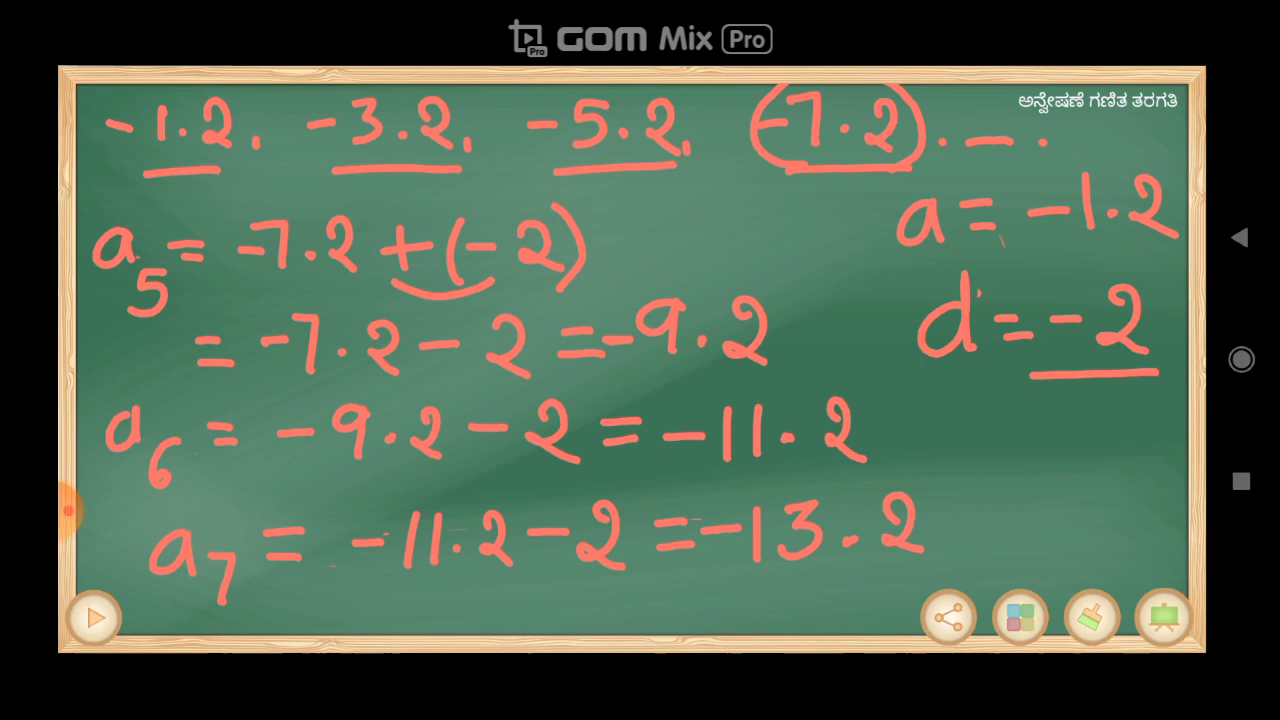 Pro GOM Mix Pro
ಅನ್ವೇಷಣೆ ಗಣಿತ ತರಗತಿ
-1.2, -3.2, -5.2, (-7.2) . - .
a = -1.2
a5 = -7.2 + (-2)
d = -2
= -7.2 - 2 = -9.2
a6 = -9.2 - 2 = -11.2
a7 = -11.2 - 2 = -13.2